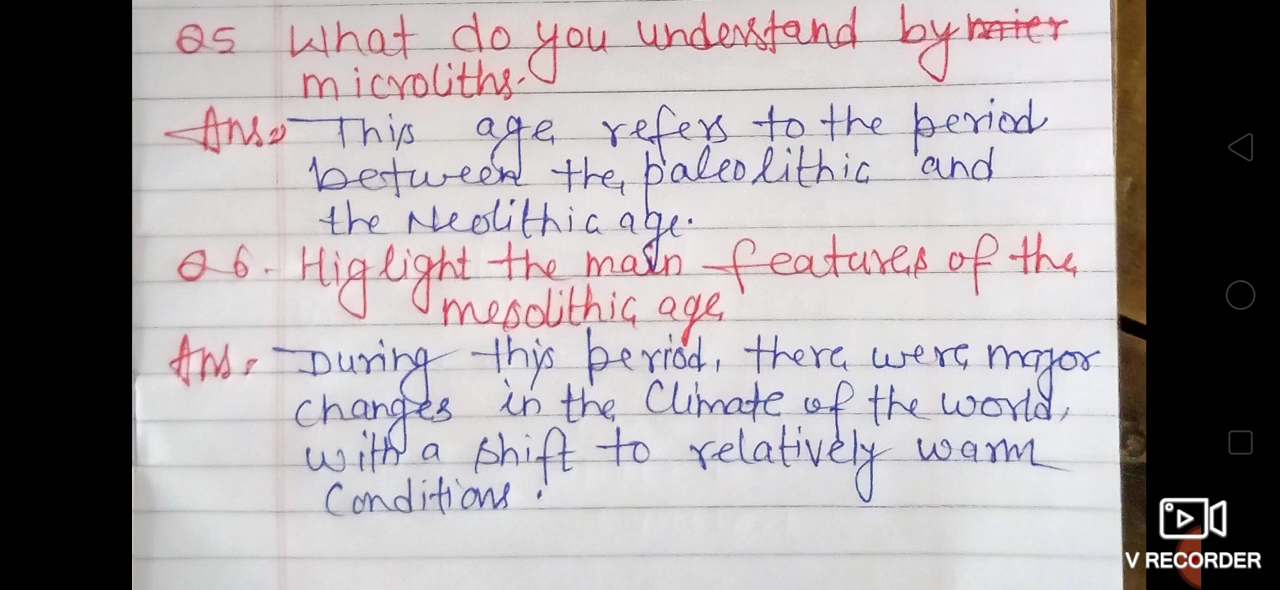 Q5 What do you understand by
microliths.
Ans:- This age refers to the period
between the paleolithic and
the Neolithic age.
Q 6. Higlight the main features of the
mesolithic age
Ans. During this period, there were major
changes in the Climate of the world,
with a shift to relatively warm
Conditions.
V RECORDER